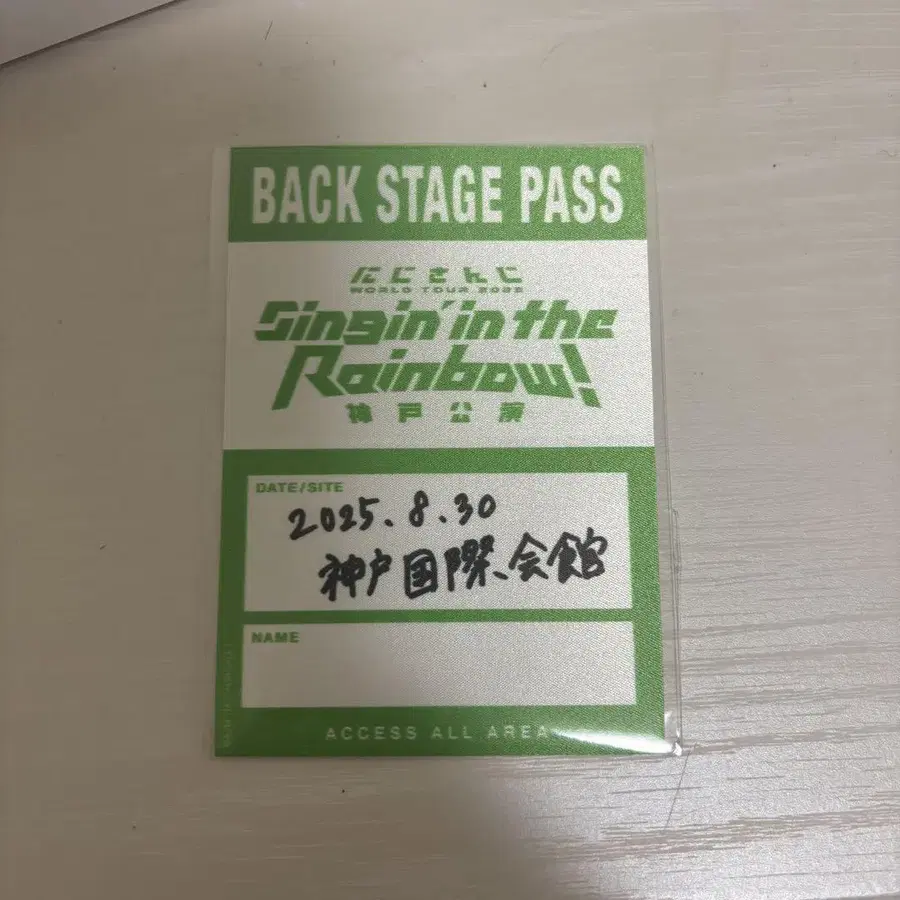 BACK STAGE PASS
にじさんじ
WORLD TOUR 2025
Singin' in the
Rainbow!
神戸公演
DATE/SITE
2025.8.30
神戸国際会館
NAME
ACCESS ALL AREA